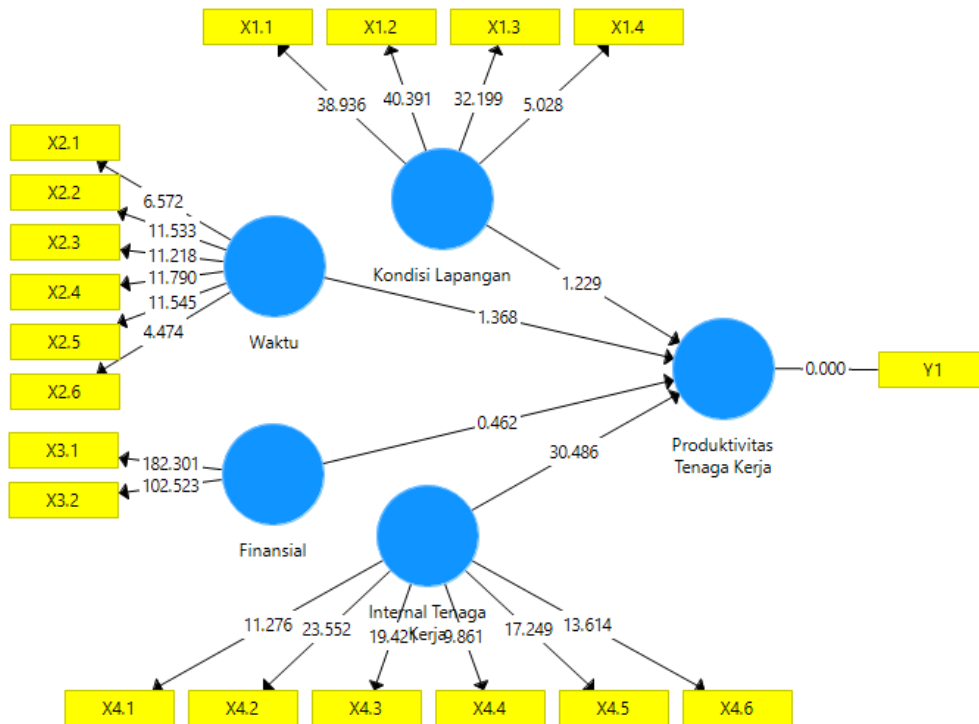 X1.1
X1.2
X1.3
X1.4
38.936
40.391
32.199
5.028
X2.1
X2.2
X2.3
X2.4
X2.5
X2.6
6.572
11.533
11.218
11.790
11.545
4.474
Waktu
Kondisi Lapangan
1.229
1.368
0.462
30.486
0.000
Y1
Produktivitas
Tenaga Kerja
X3.1
X3.2
182.301
102.523
Finansial
Internal Tenaga
Kerja
11.276
23.552
19.421
9.861
17.249
13.614
X4.1
X4.2
X4.3
X4.4
X4.5
X4.6